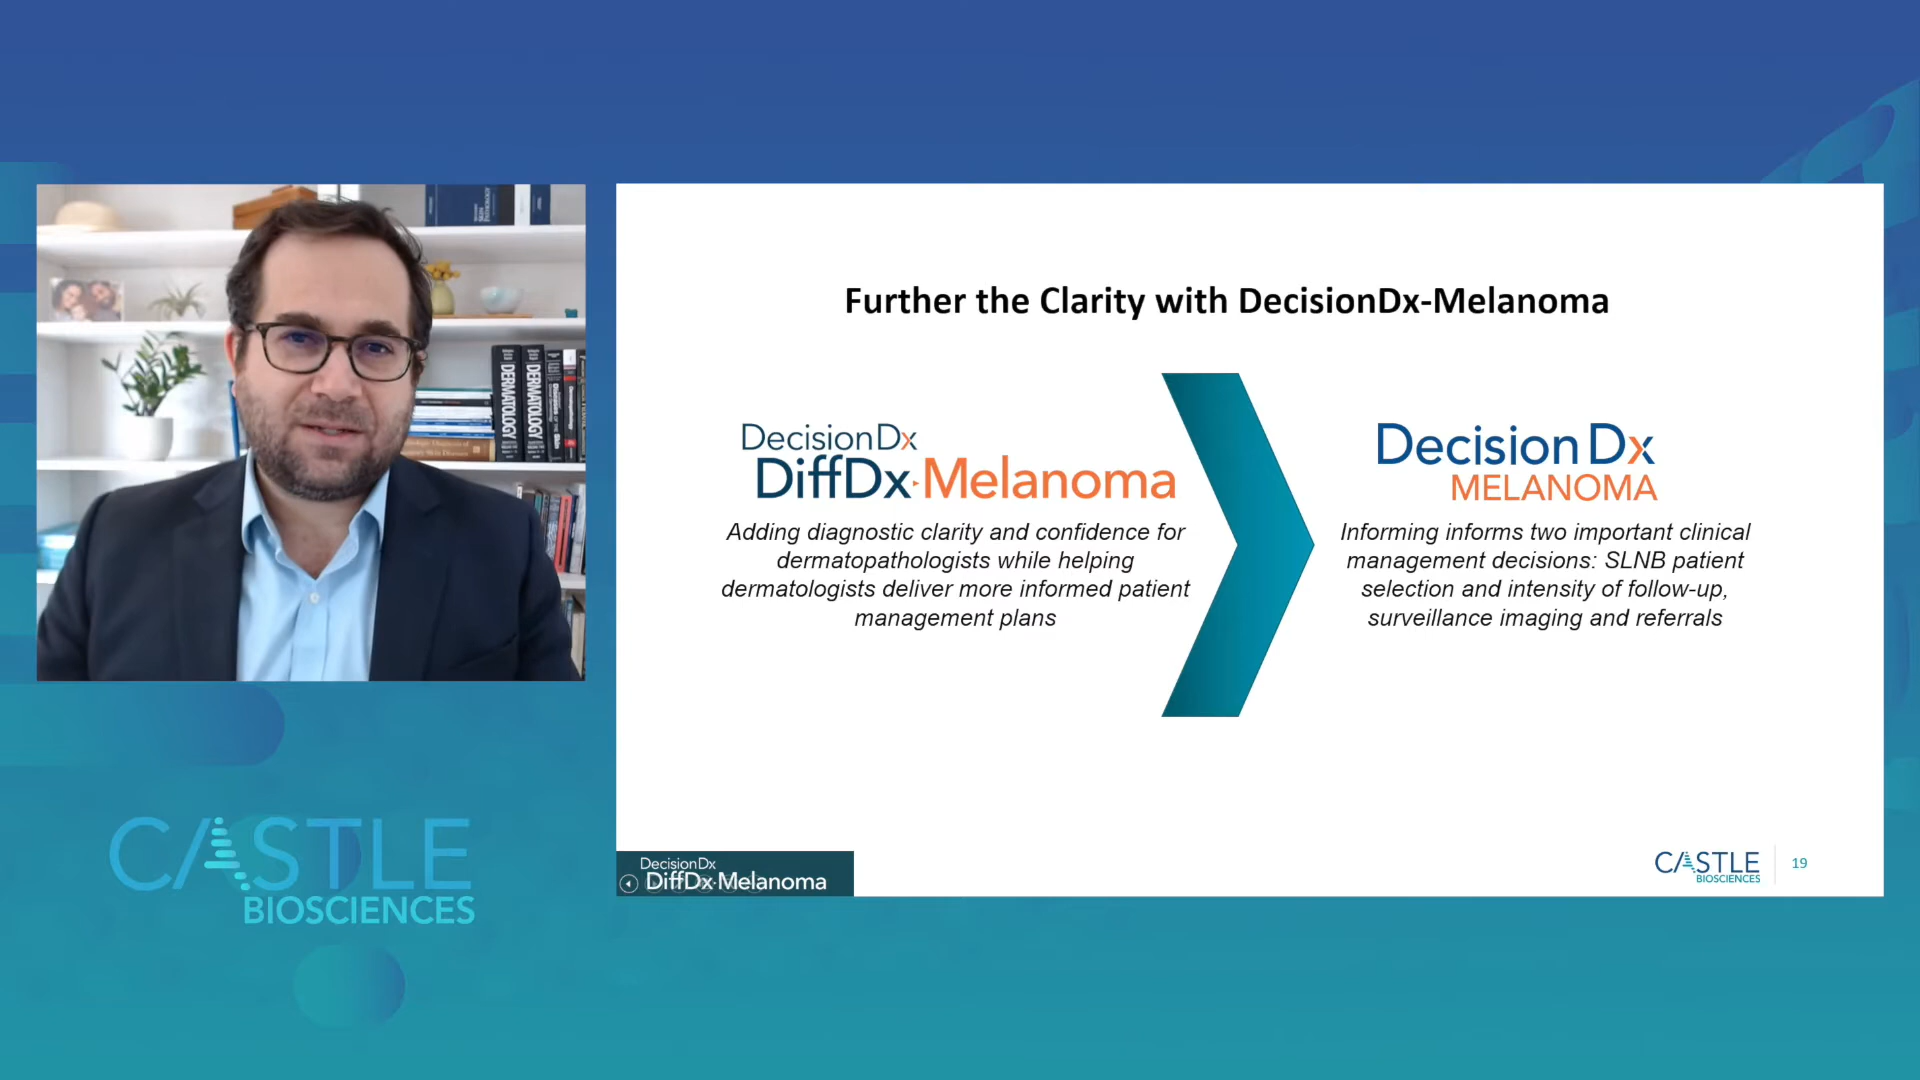 DERMATOLOGY
DERMATOLOGY
Further the Clarity with DecisionDx-Melanoma
DecisionDx
DiffDx-Melanoma
Adding diagnostic clarity and confidence for
dermatopathologists while helping
dermatologists deliver more informed patient
management plans
DecisionDx
MELANOMA
Informing informs two important clinical
management decisions: SLNB patient
selection and intensity of follow-up,
surveillance imaging and referrals
DecisionDx
DiffDx-Melanoma
CASTLE
BIOSCIENCES
19
CASTLE
BIOSCIENCES